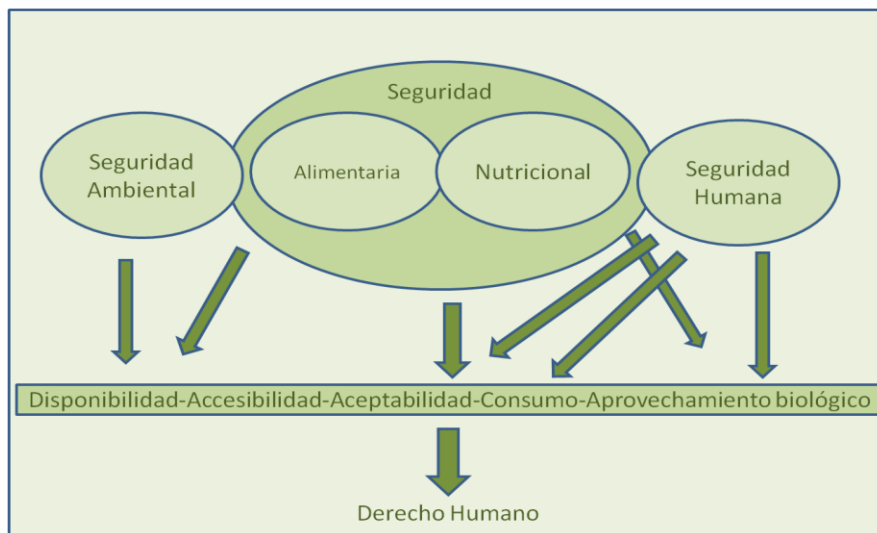 Seguridad
Seguridad
Ambiental
Alimentaria
Nutricional
Seguridad
Humana
Disponibilidad-Accesibilidad-Aceptabilidad-Consumo-Aprovechamiento biológico
Derecho Humano